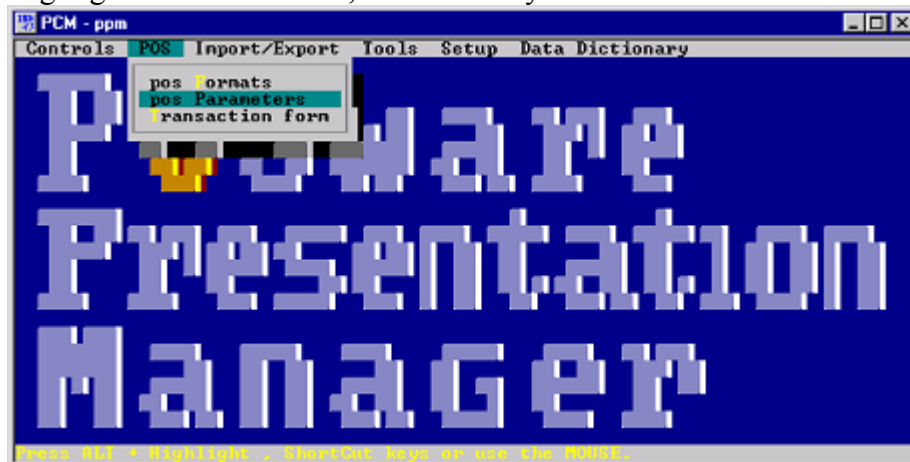 PCM - ppm
Controls POS Import/Export Tools Setup Data Dictionary
pos Formats
pos Parameters
Transaction form
ware
Presentation
Manager
Press ALT + Highlight , ShortCut keys or use the MOUSE.